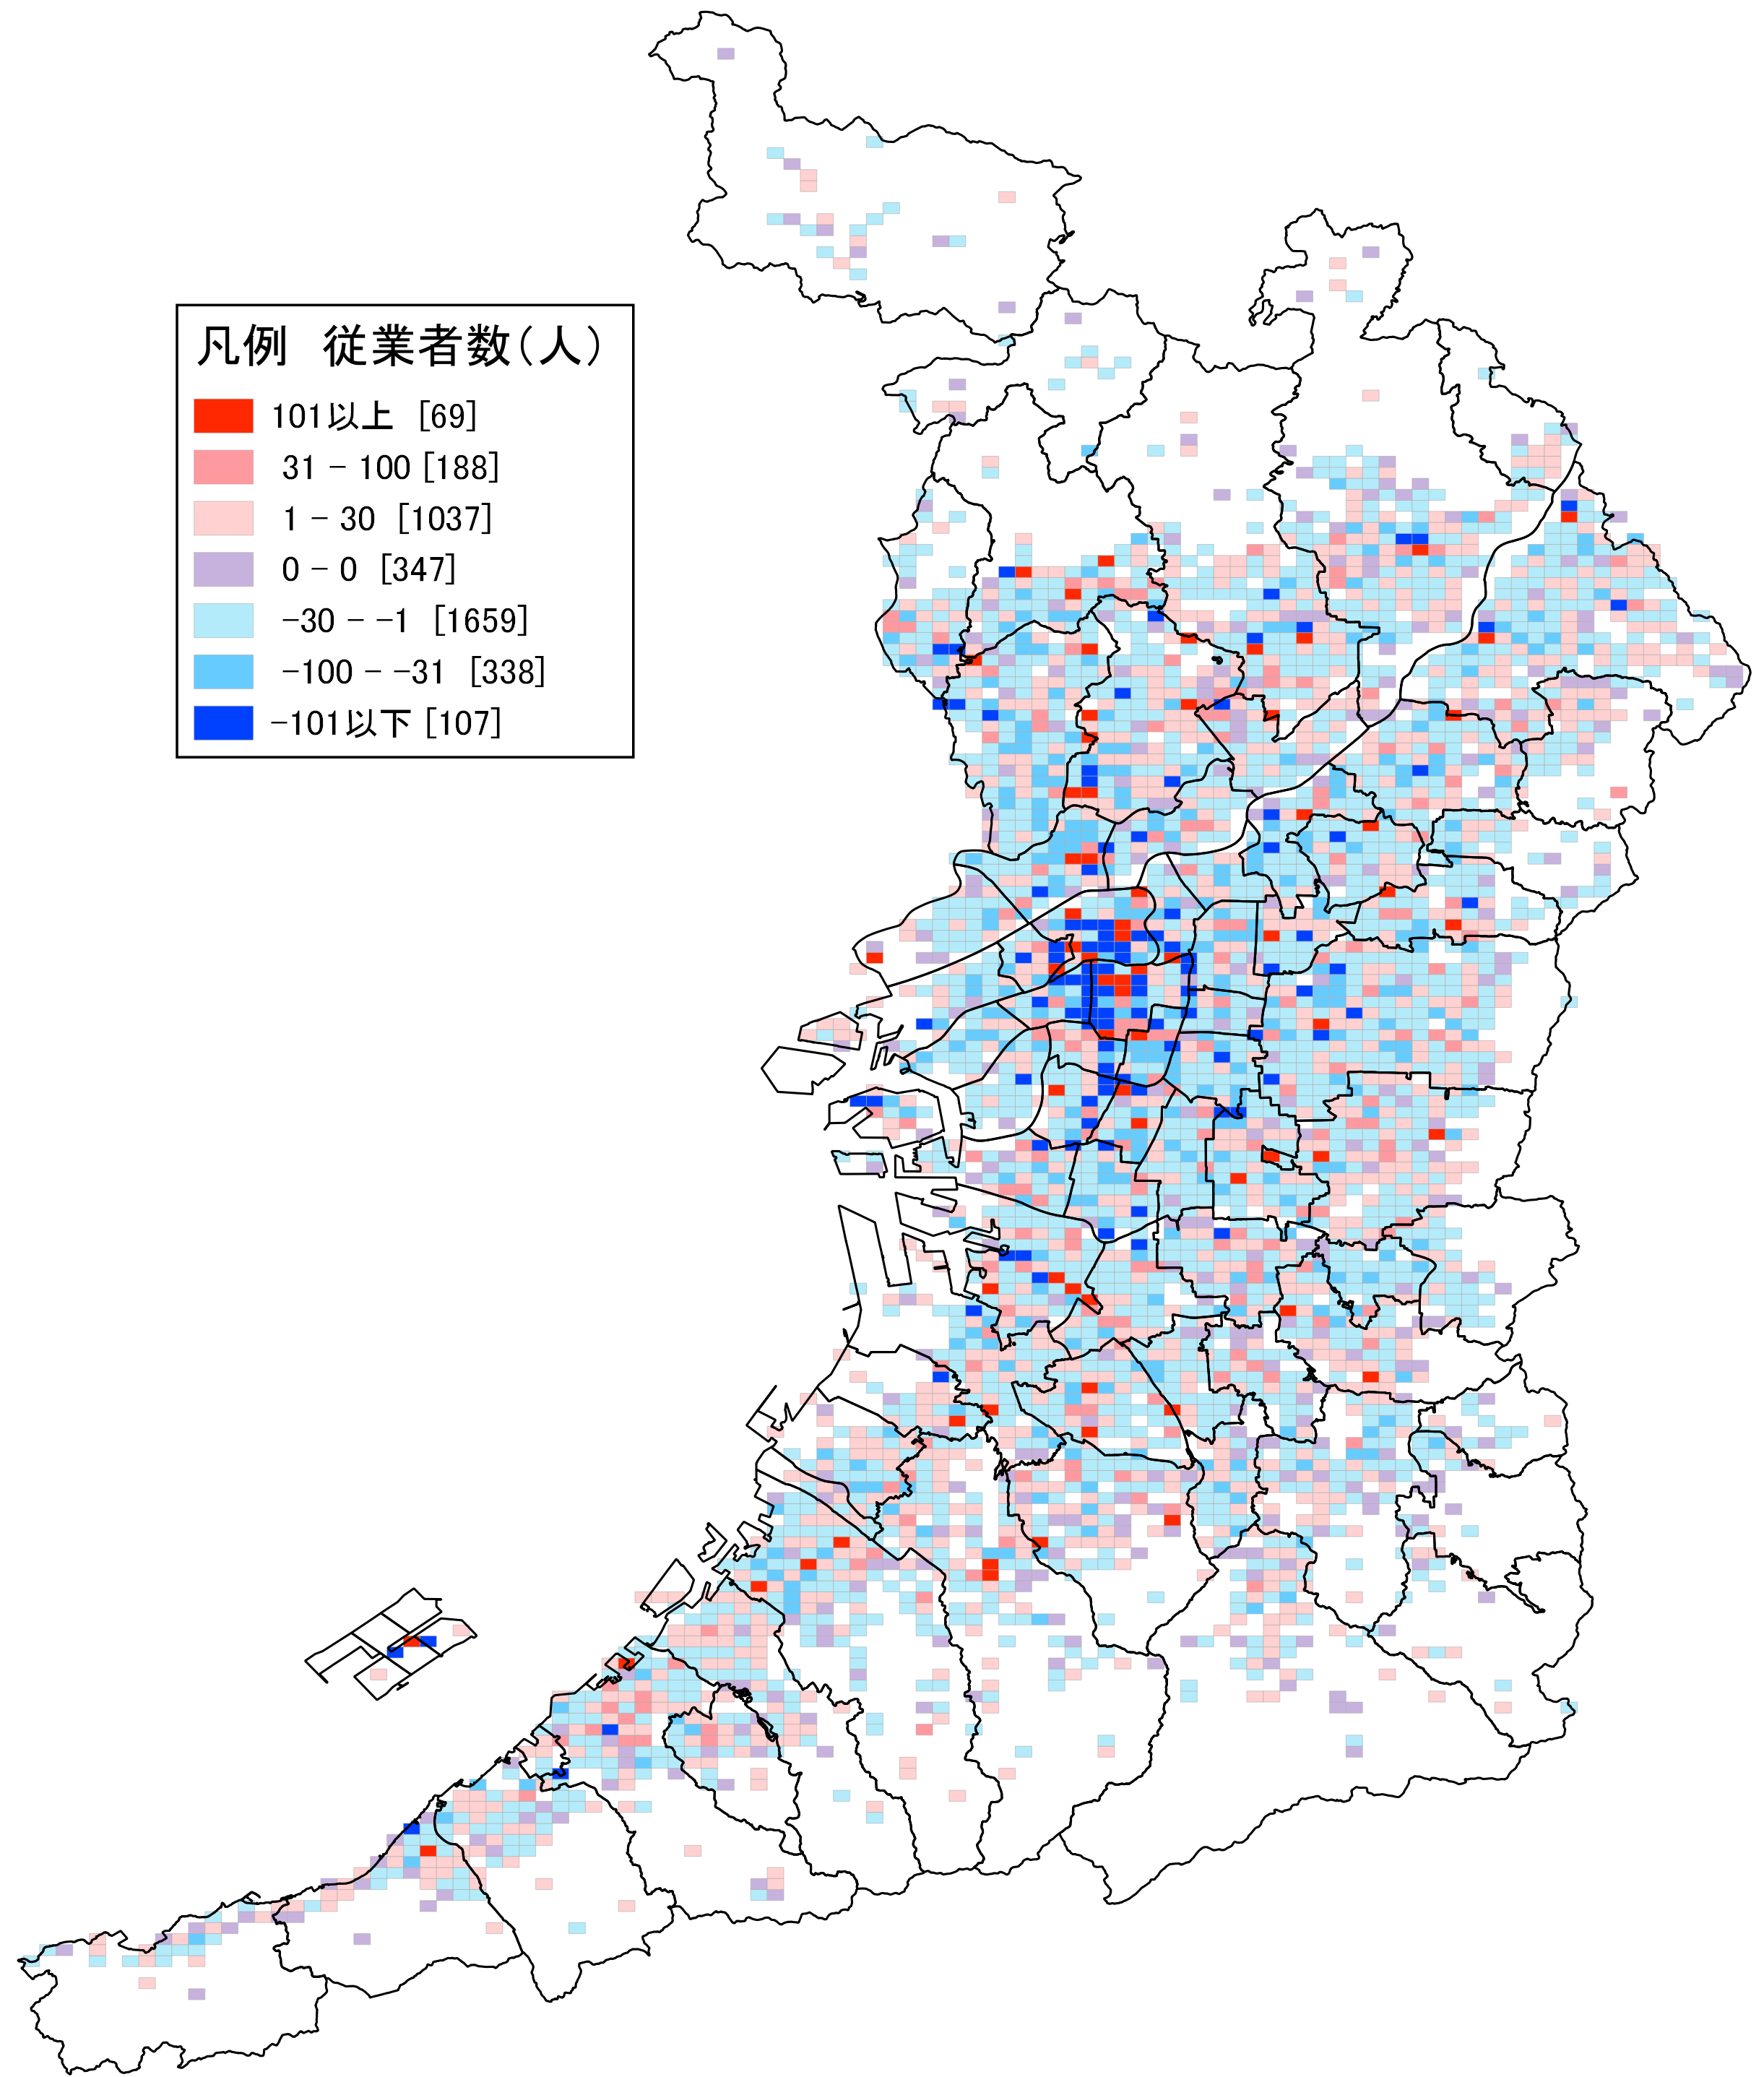 凡例　従業者数(人)
101以上 [69]
31 - 100 [188]
1 - 30 [1037]
0 - 0 [347]
-30 - -1 [1659]
-100 - -31 [338]
-101以下 [107]